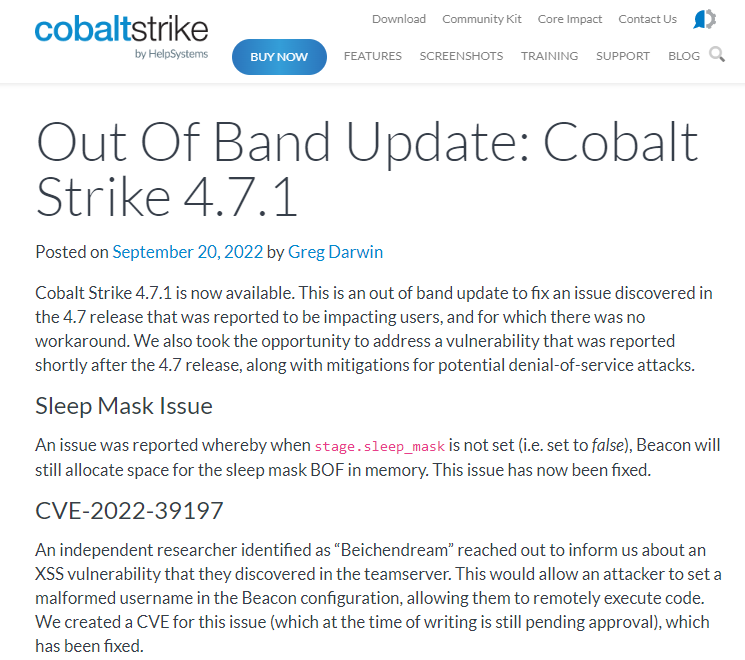 cobaltstrike
by HelpSystems
Download Community Kit Core Impact Contact Us
BUY NOW FEATURES SCREENSHOTS TRAINING SUPPORT BLOG
Out Of Band Update: Cobalt
Strike 4.7.1
Posted on September 20, 2022 by Greg Darwin
Cobalt Strike 4.7.1 is now available. This is an out of band update to fix an issue discovered in
the 4.7 release that was reported to be impacting users, and for which there was no
workaround. We also took the opportunity to address a vulnerability that was reported
shortly after the 4.7 release, along with mitigations for potential denial-of-service attacks.
Sleep Mask Issue
An issue was reported whereby when stage.sleep_mask is not set (i.e. set to false), Beacon will
still allocate space for the sleep mask BOF in memory. This issue has now been fixed.
CVE-2022-39197
An independent researcher identified as “Beichendream” reached out to inform us about an
XSS vulnerability that they discovered in the teamserver. This would allow an attacker to set a
malformed username in the Beacon configuration, allowing them to remotely execute code.
We created a CVE for this issue (which at the time of writing is still pending approval), which
has been fixed.